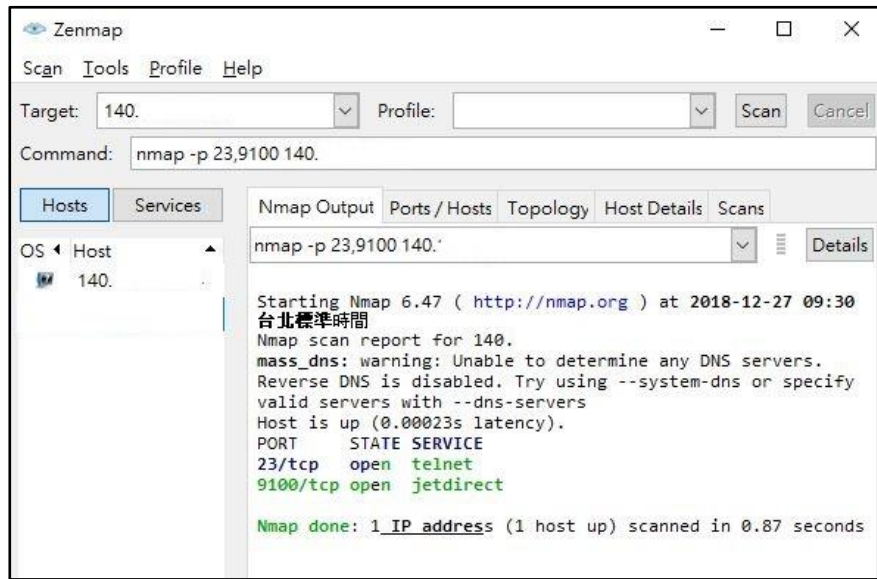 Zenmap
Scan Tools Profile Help
Target: 140. Profile: Scan Cancel
Command: nmap -p 23,9100 140.
Hosts Services
Nmap Output Ports / Hosts Topology Host Details Scans
OS Host
140.
nmap -p 23,9100 140.
Details
Starting Nmap 6.47 ( http://nmap.org ) at 2018-12-27 09:30
台北標準時間
Nmap scan report for 140.
mass_dns: warning: Unable to determine any DNS servers.
Reverse DNS is disabled. Try using --system-dns or specify
valid servers with --dns-servers
Host is up (0.00023s latency).
PORT STATE SERVICE
23/tcp open telnet
9100/tcp open jetdirect
Nmap done: 1 IP address (1 host up) scanned in 0.87 seconds